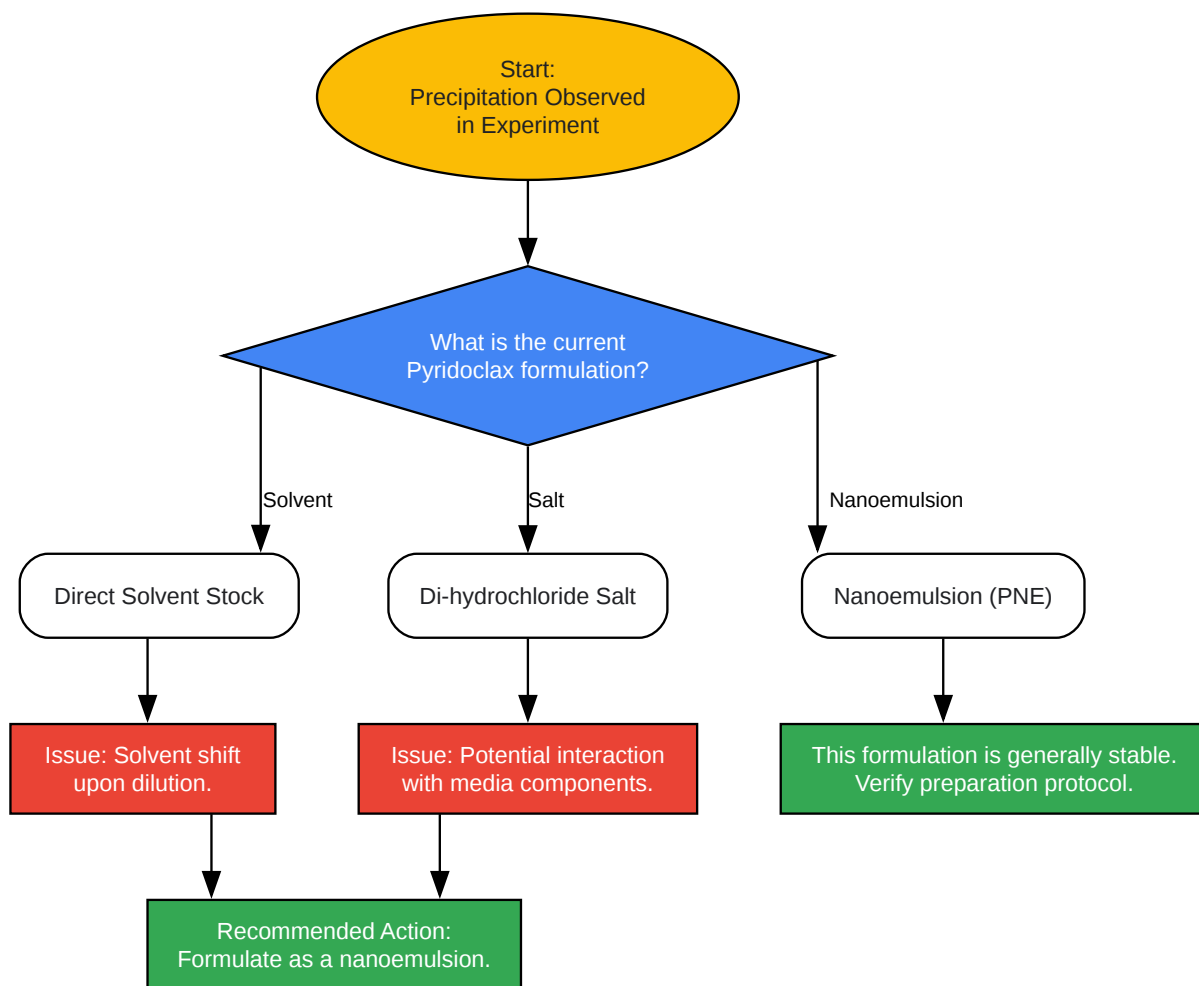 Start:
Precipitation Observed
in Experiment
What is the current
Pyridoclax formulation?
Solvent
Salt
Nanoemulsion
Direct Solvent Stock
Di-hydrochloride Salt
Nanoemulsion (PNE)
Issue: Solvent shift
upon dilution.
Issue: Potential interaction
with media components.
This formulation is generally stable.
Verify preparation protocol.
Recommended Action:
Formulate as a nanoemulsion.